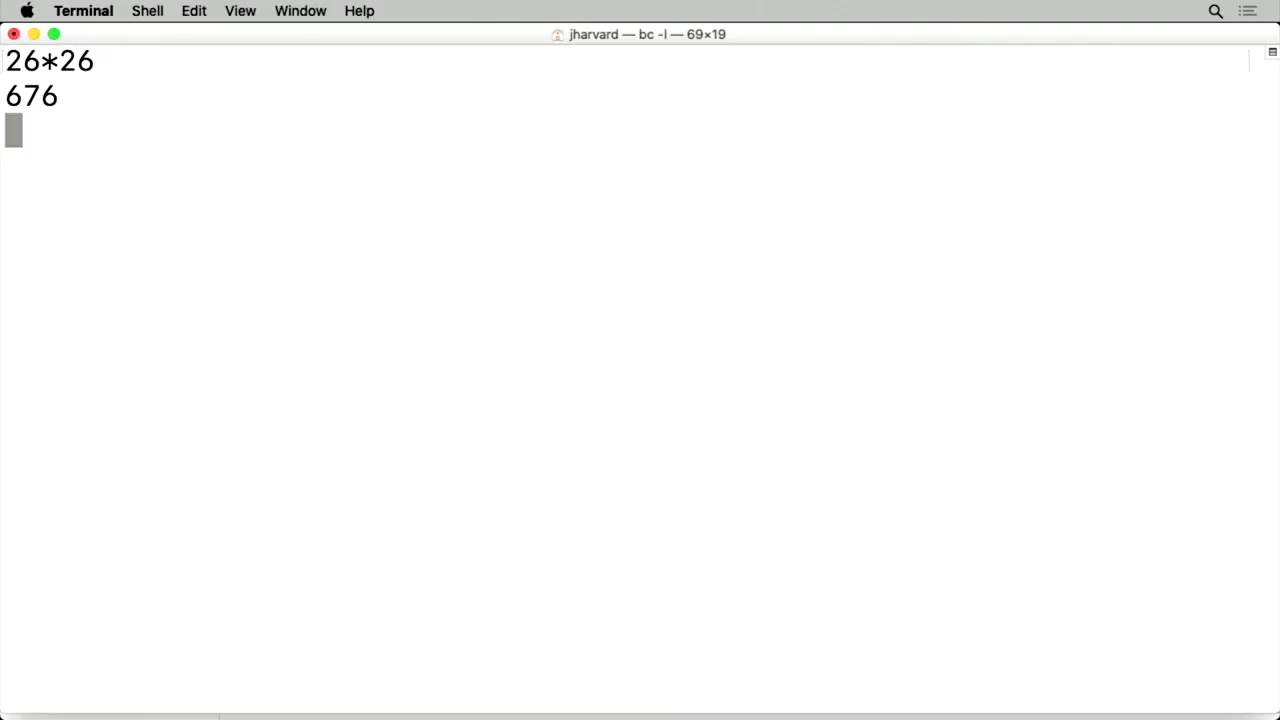 Terminal Shell Edit View Window Help
jharvard — bc -l — 69×19
26*26
676